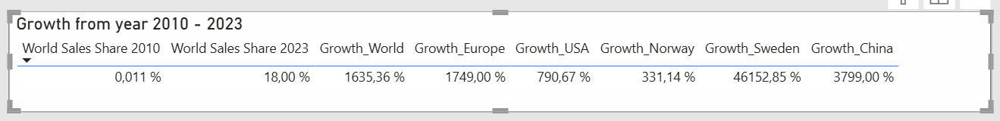 Growth from year 2010 - 2023
World Sales Share 2010 World Sales Share 2023 Growth_World Growth_Europe Growth_USA Growth_Norway Growth_Sweden Growth_China
0,011 % 18,00 % 1635,36 % 1749,00 % 790,67 % 331,14 % 46152,85 % 3799,00 %